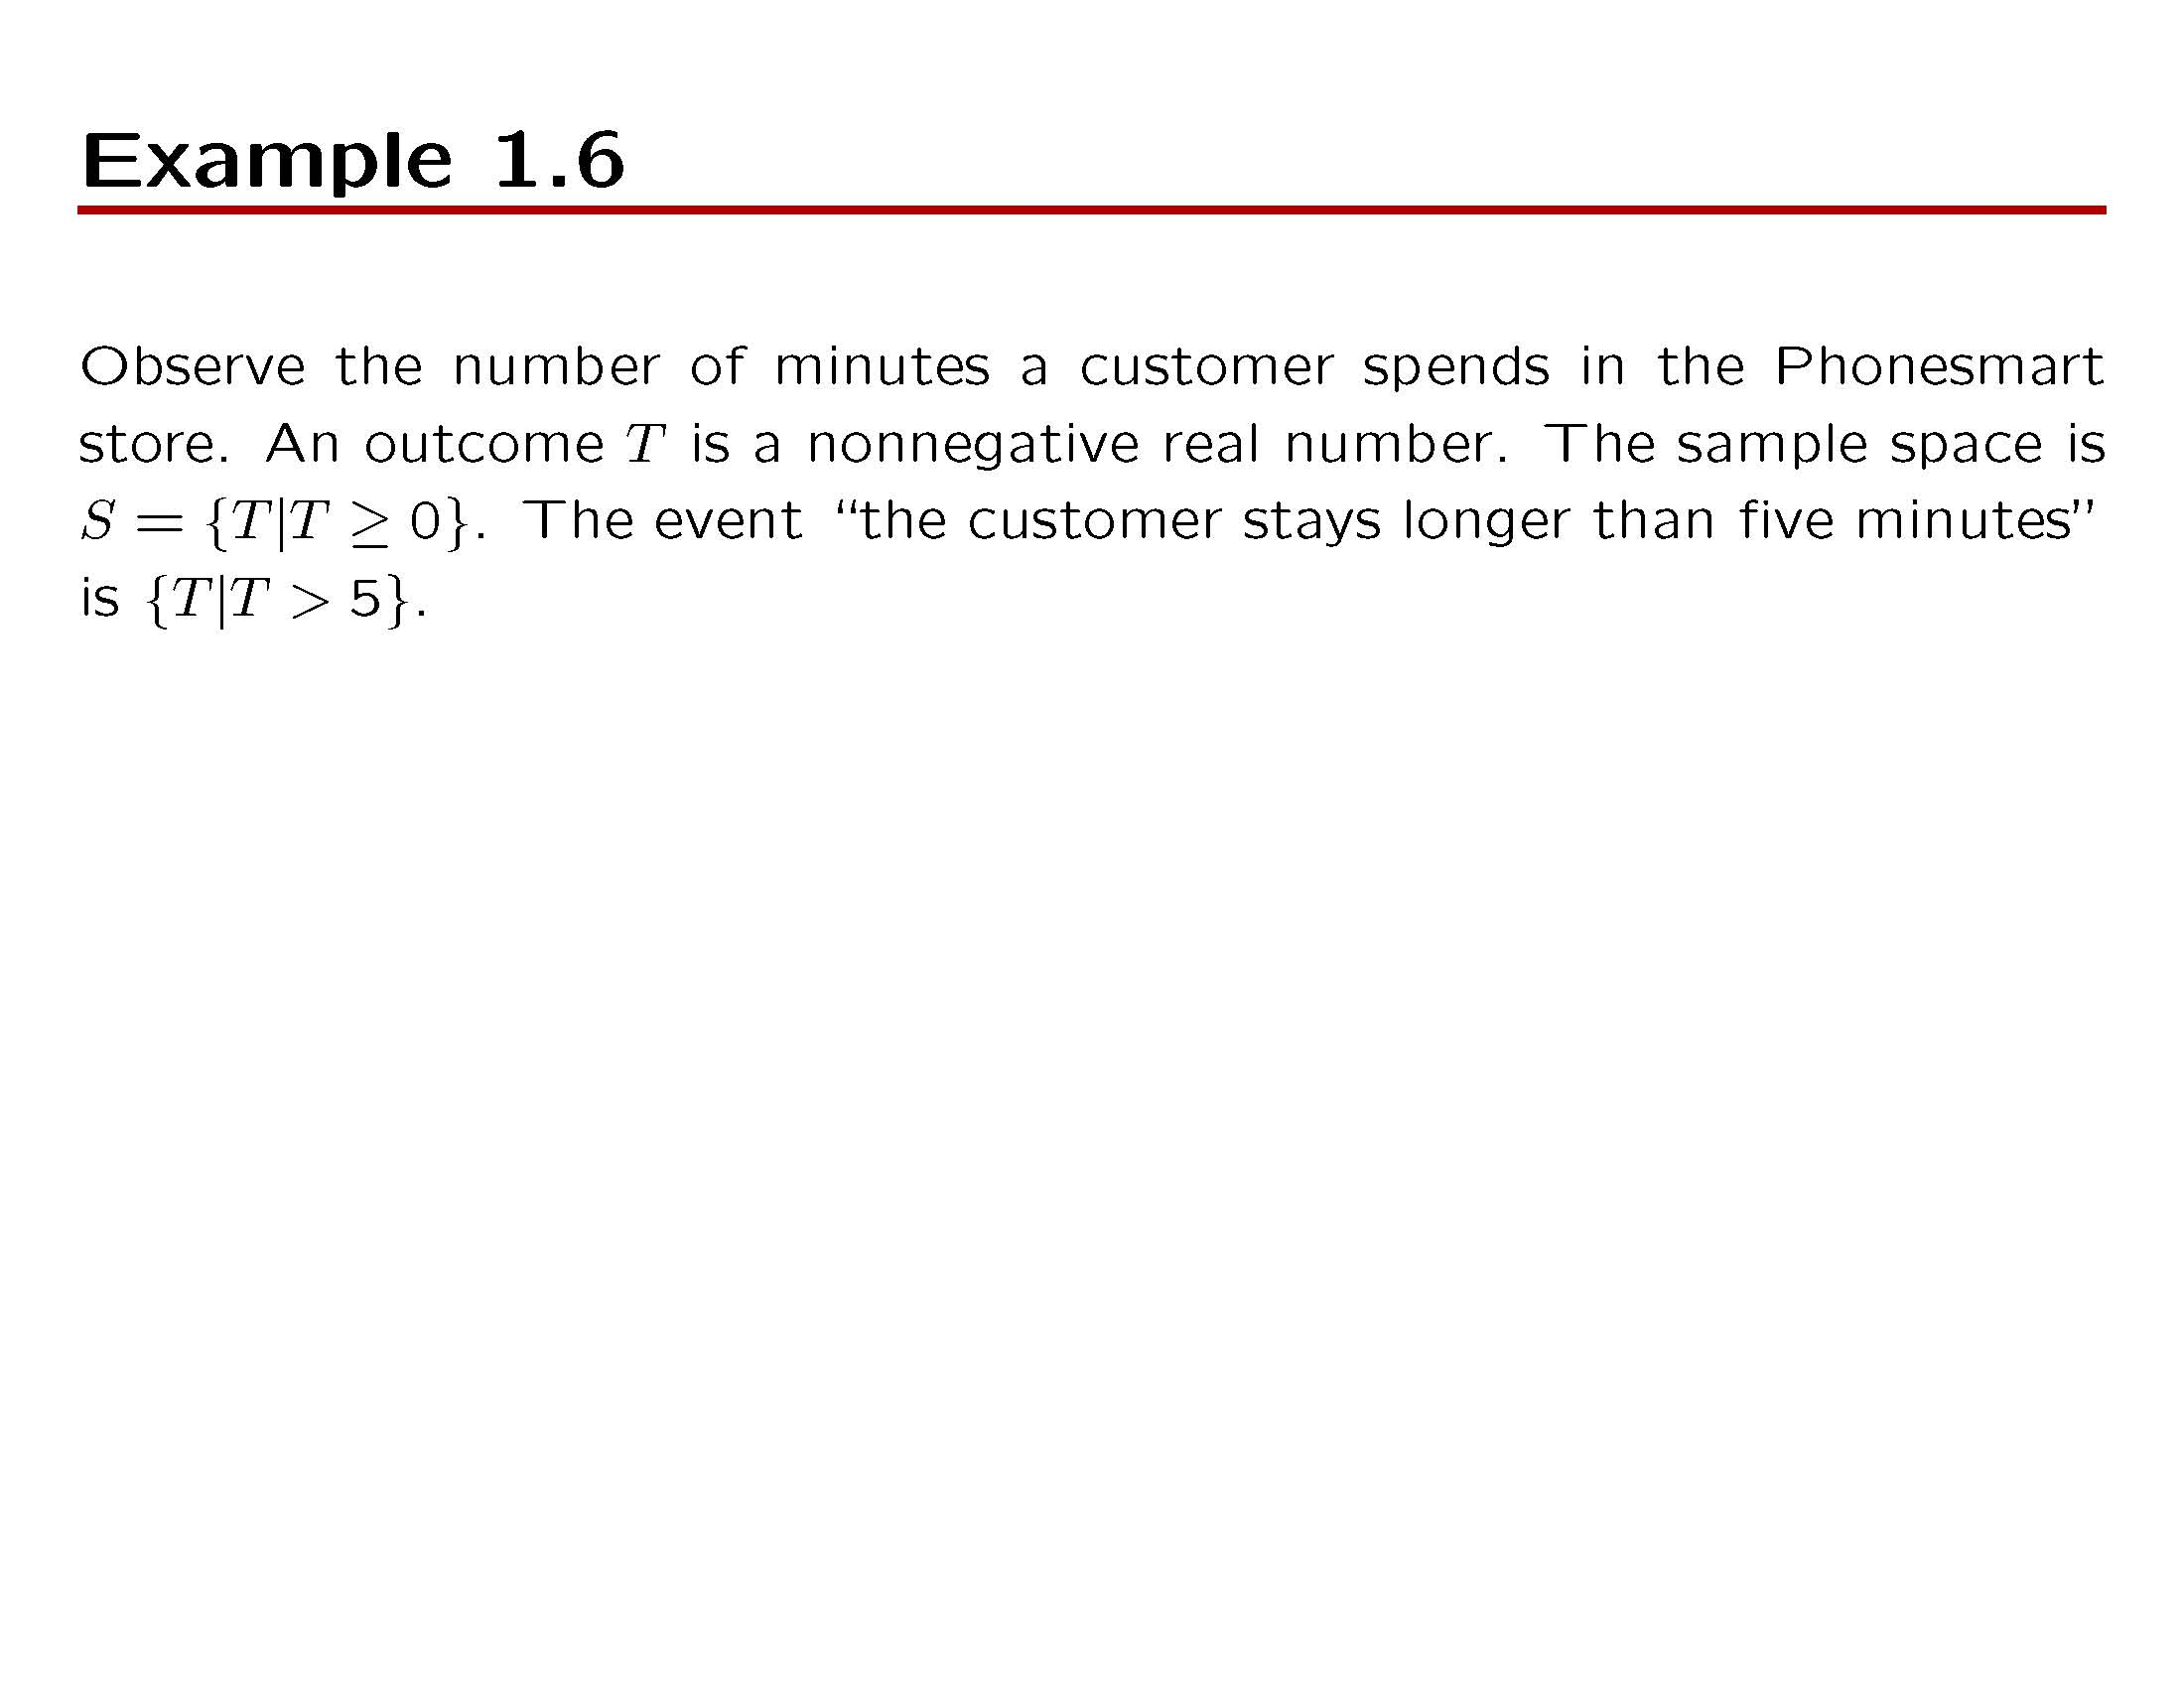 Example 1.6
Observe the number of minutes a customer spends in the Phonesmart
store. An outcome T is a nonnegative real number. The sample space is
S = {T|T ≥ 0}. The event “the customer stays longer than five minutes”
is {T|T > 5}.